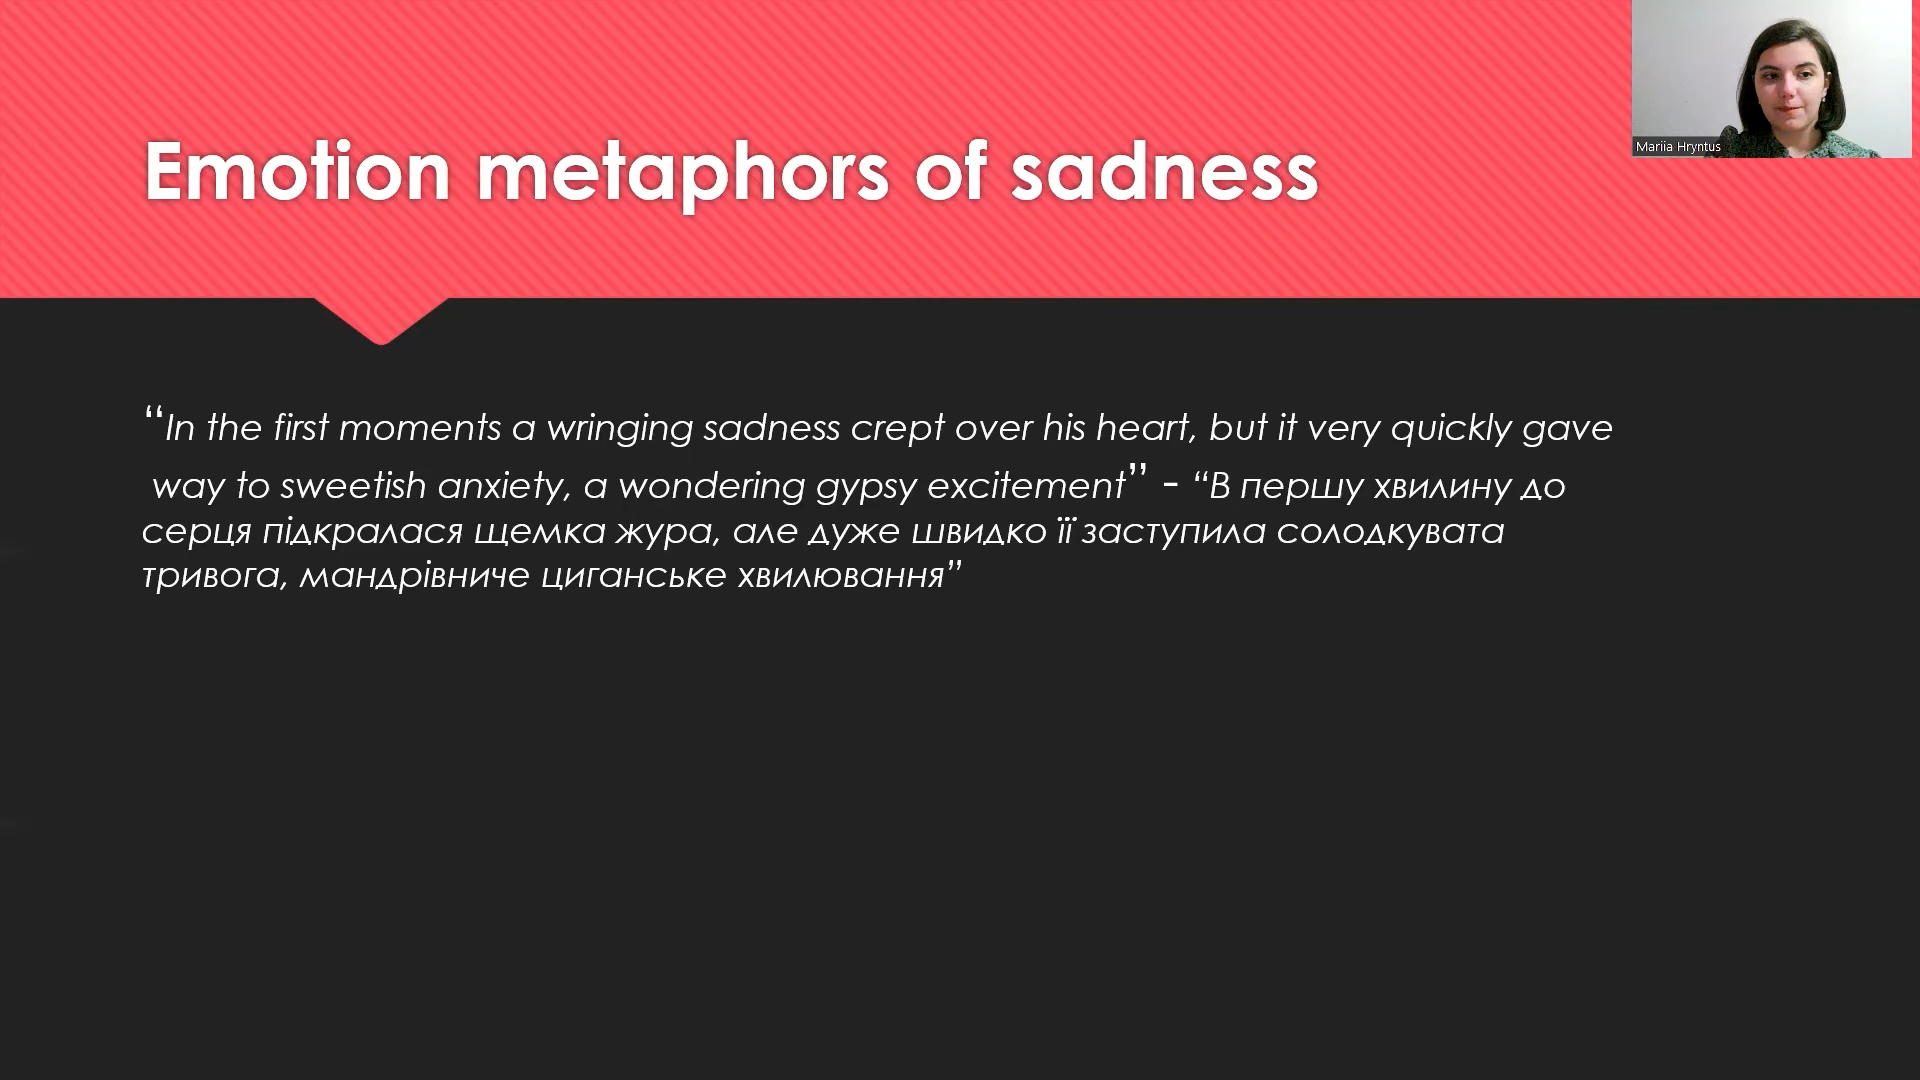 Mariia Hryntus
Emotion metaphors of sadness
“In the first moments a wringing sadness crept over his heart, but it very quickly gave
way to sweetish anxiety, a wondering gypsy excitement” - “В першу хвилину до
серця підкралася щемка жура, але дуже швидко її заступила солодкувата
тривога, мандрівниче циганське хвилювання”